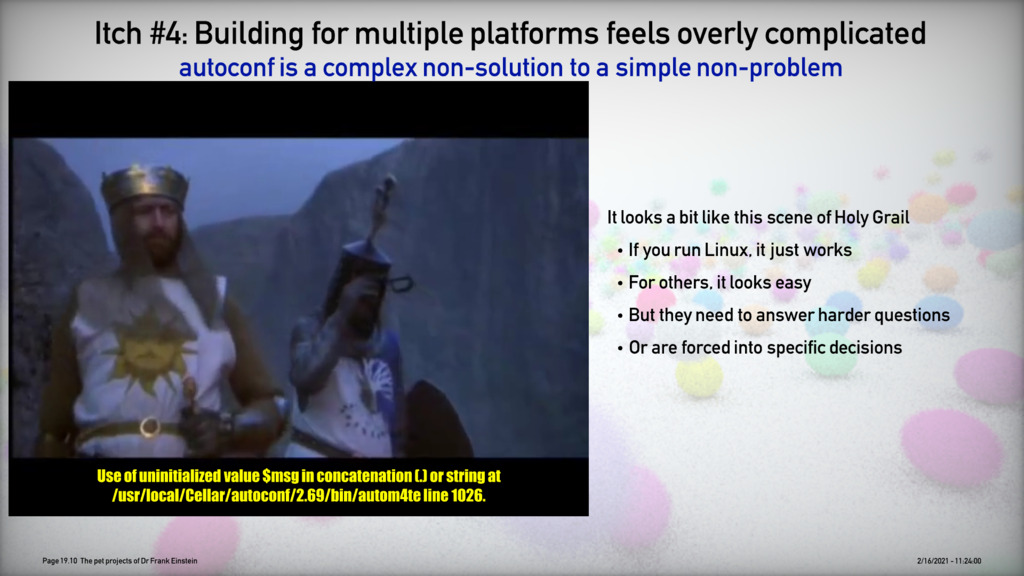 Itch #4: Building for multiple platforms feels overly complicated
autoconf is a complex non-solution to a simple non-problem
It looks a bit like this scene of Holy Grail
• If you run Linux, it just works
• For others, it looks easy
• But they need to answer harder questions
• Or are forced into specific decisions
Use of uninitialized value $msg in concatenation (.) or string at
/usr/local/Cellar/autoconf/2.69/bin/autom4te line 1026.
Page 19.10 The pet projects of Dr Frank Einstein
2/16/2021 - 11:24:00